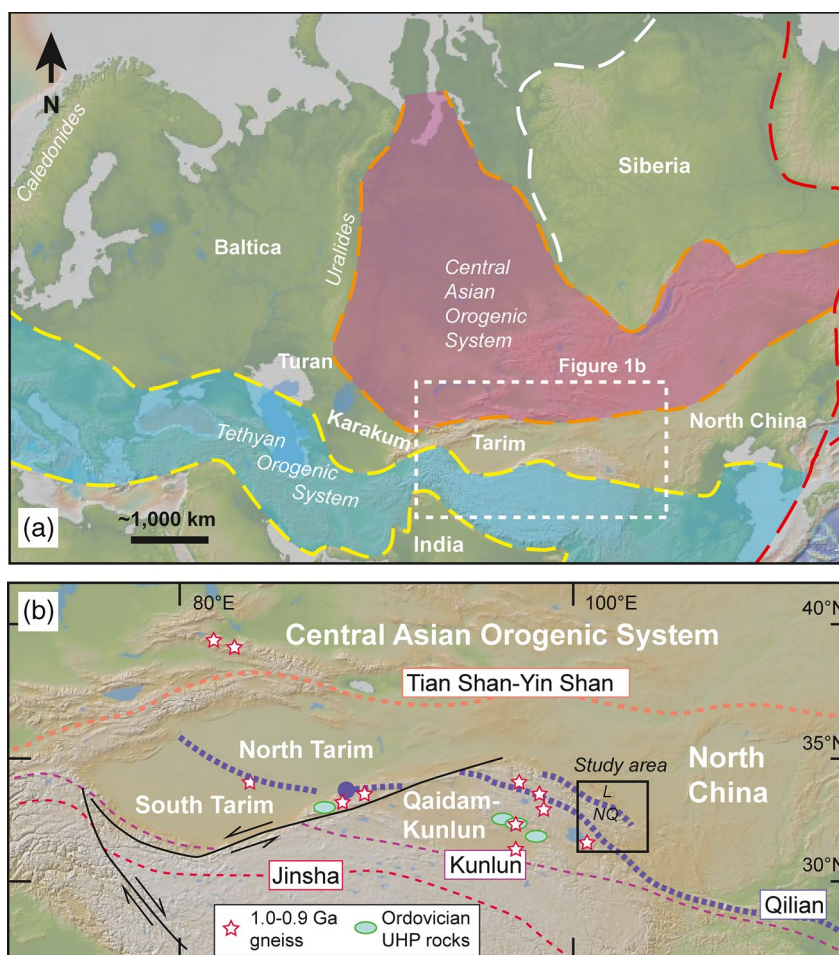 N
Caledonides
Siberia
Baltica
Uralides
Central
Asian
Orogenic
System
Turan
Figure 1b
Karakum
Tarim
North China
Tethyan
Orogenic
System
~1,000 km
(a)
India
(b)
80°E
100°E
40°N
Central Asian Orogenic System
Tian Shan-Yin Shan
35°N
North Tarim
North
China
Study area
L
NQ
South Tarim
Qaidam-
Kunlun
Kunlun
30°N
Jinsha
Qilian
1.0-0.9 Ga
gneiss
Ordovician
UHP rocks